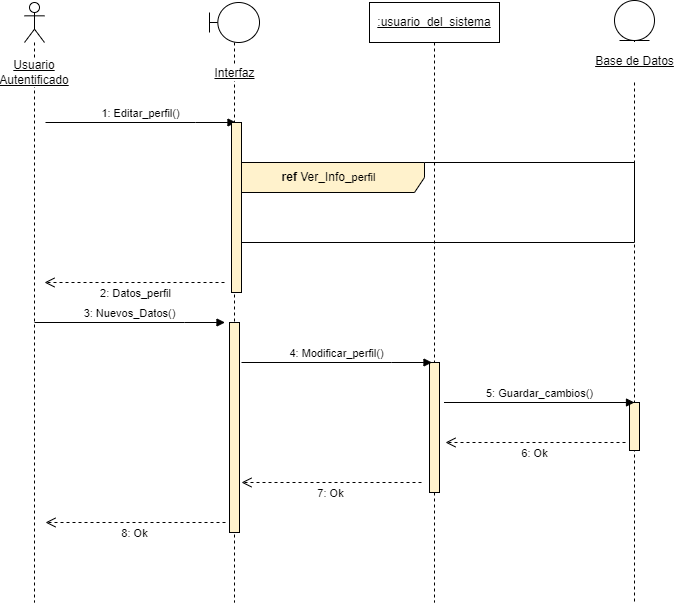 :usuario_del_sistema
Usuario
Autentificado
Interfaz
Base de Datos
1: Editar_perfil()
ref Ver_Info_perfil
2: Datos_perfil
3: Nuevos_Datos()
4: Modificar_perfil()
5: Guardar_cambios()
6: Ok
7: Ok
8: Ok